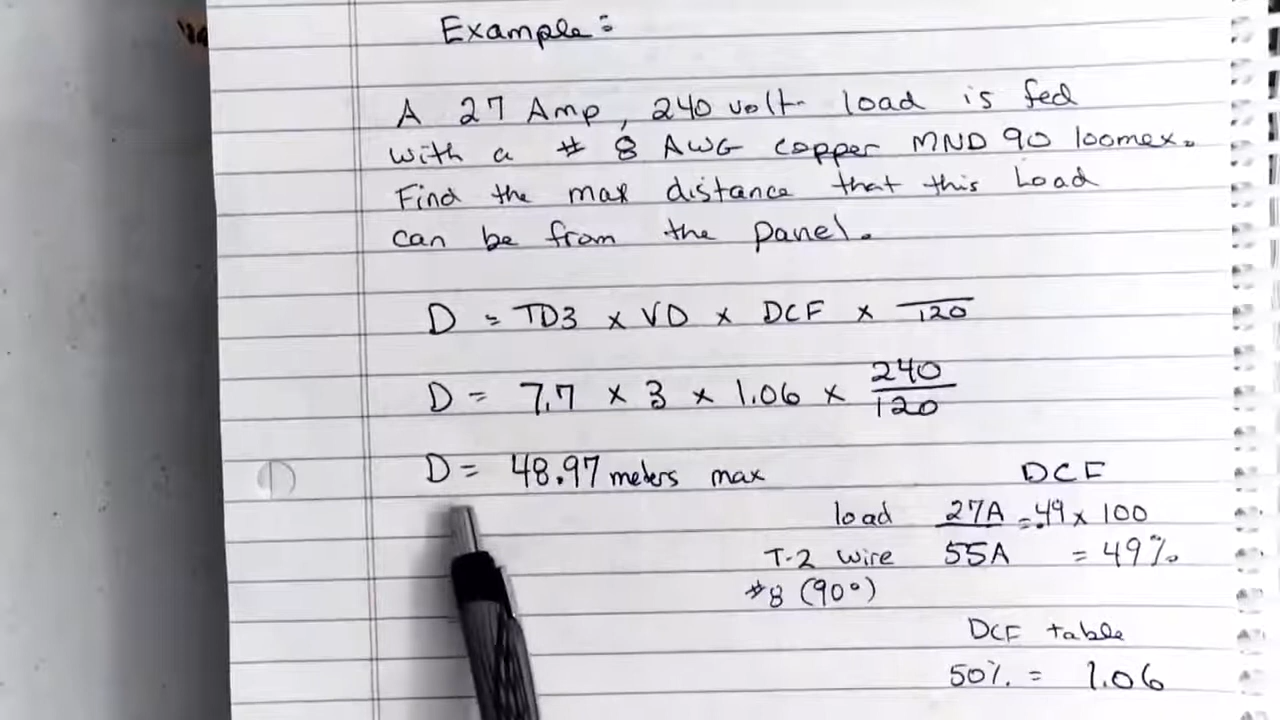 Example:
A 27 Amp, 240 volt load is fed
with a # 8 AWG copper MND 90 loomex.
Find the max distance that this Load
can be from the panel.
D = TD3 x VD x DCF x /120
D = 7.7 x 3 x 1.06 x 240/120
D = 48.97 meters max
DCF
load 27A = .49 x 100
T-2 wire 55A = 49%
#8 (90°)
DCF table
50% = 1.06